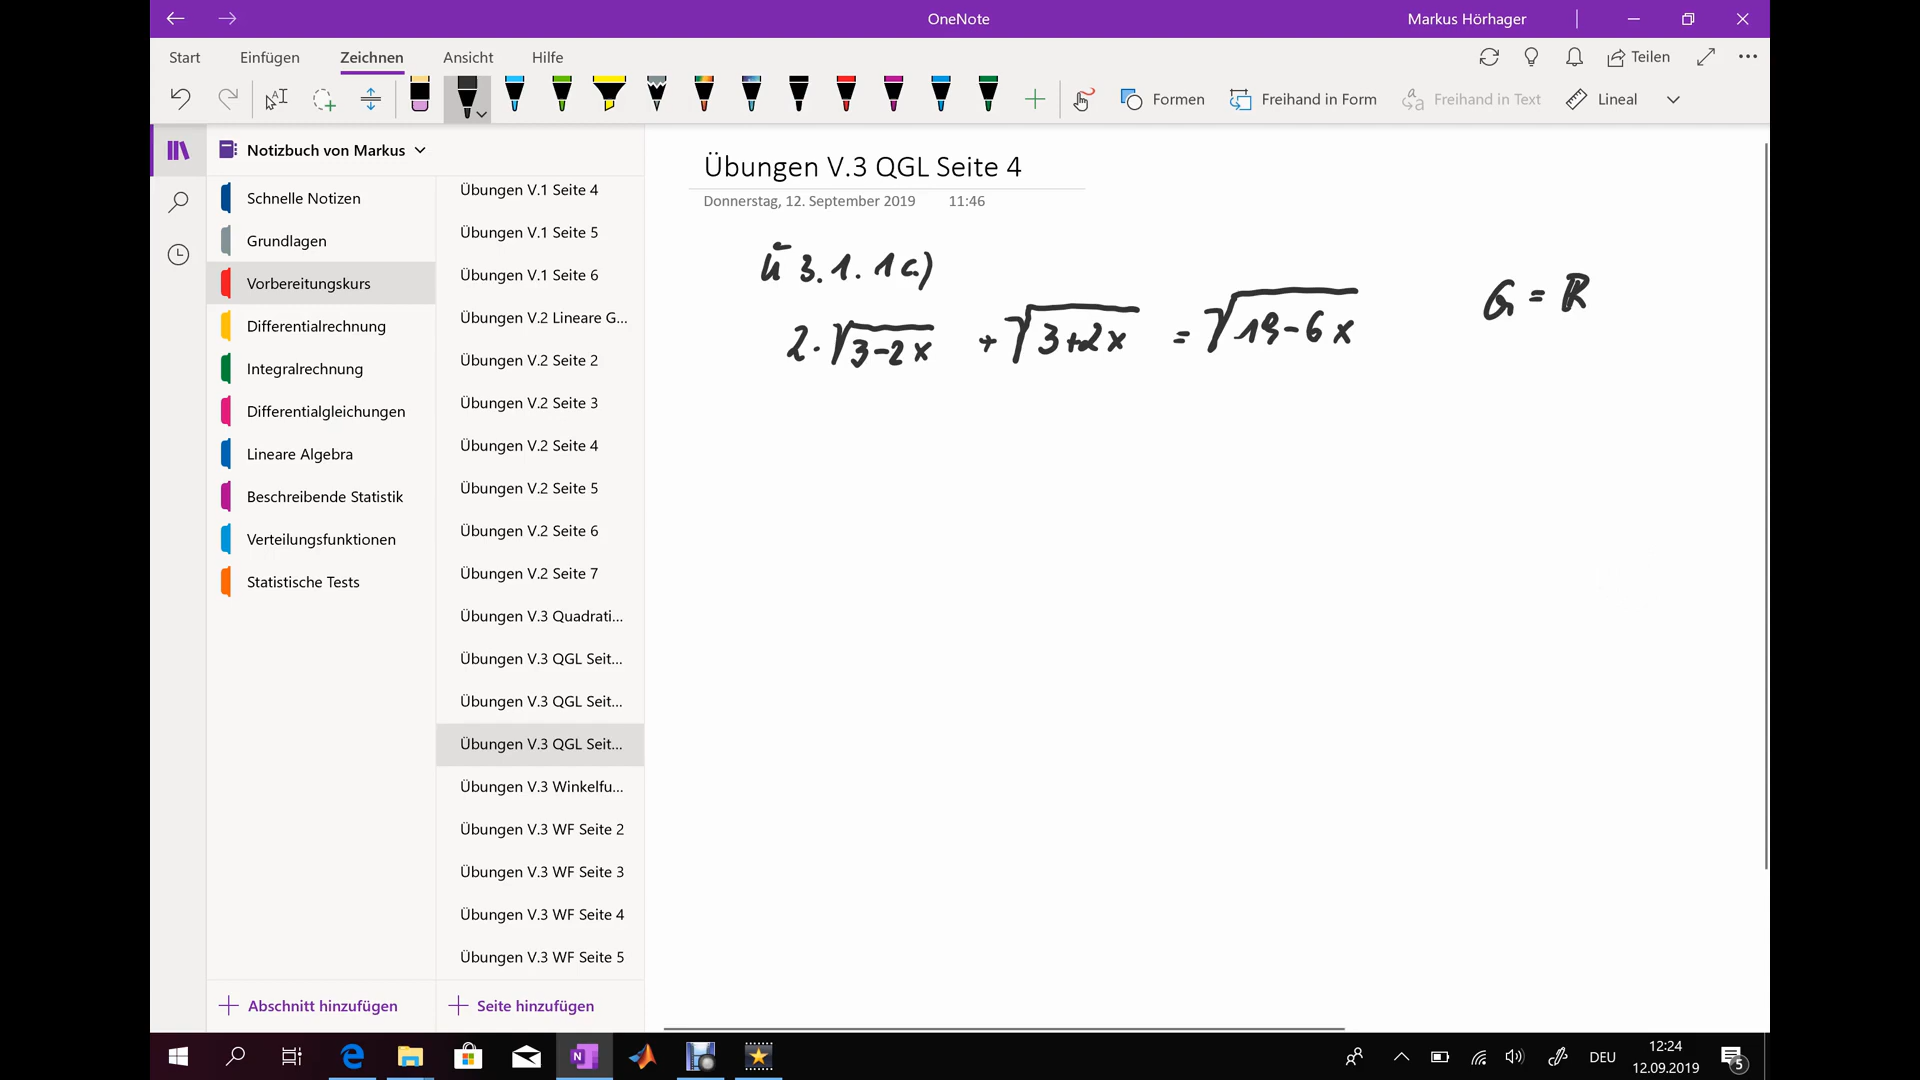 OneNote
Markus Hörhager
Start Einfügen Zeichnen Ansicht Hilfe
Teilen
Formen Freihand in Form Freihand in Text Lineal
Notizbuch von Markus
Schnelle Notizen
Grundlagen
Vorbereitungskurs
Differentialrechnung
Integralrechnung
Differentialgleichungen
Lineare Algebra
Beschreibende Statistik
Verteilungsfunktionen
Statistische Tests
Abschnitt hinzufügen
Übungen V.1 Seite 4
Übungen V.1 Seite 5
Übungen V.1 Seite 6
Übungen V.2 Lineare G...
Übungen V.2 Seite 2
Übungen V.2 Seite 3
Übungen V.2 Seite 4
Übungen V.2 Seite 5
Übungen V.2 Seite 6
Übungen V.2 Seite 7
Übungen V.3 Quadrati...
Übungen V.3 QGL Seit...
Übungen V.3 QGL Seit...
Übungen V.3 QGL Seit...
Übungen V.3 Winkelfu...
Übungen V.3 WF Seite 2
Übungen V.3 WF Seite 3
Übungen V.3 WF Seite 4
Übungen V.3 WF Seite 5
Seite hinzufügen
Übungen V.3 QGL Seite 4
Donnerstag, 12. September 2019 11:46
Ü 3.1.1a)
2·√(3-2x) + √(3+2x) = √(19-6x) G = ℝ
DEU
12:24
12.09.2019
5